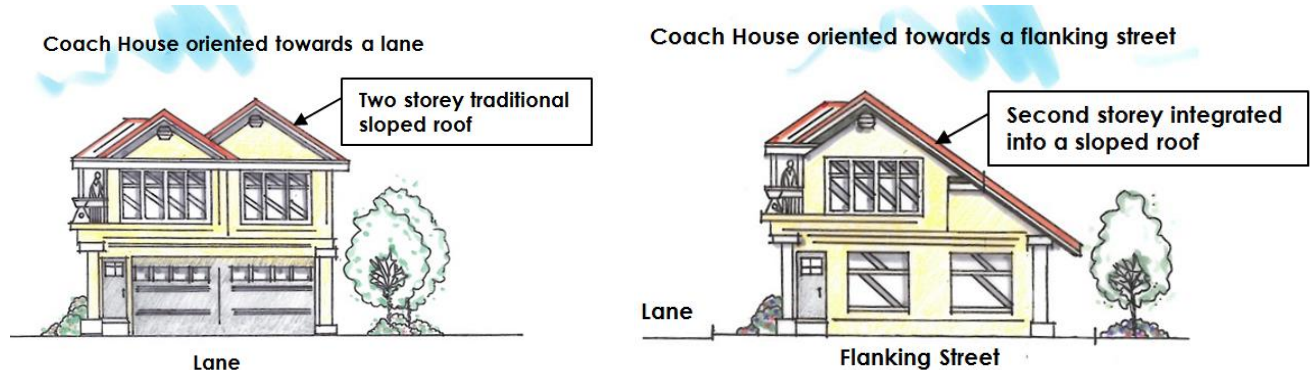 Coach House oriented towards a lane
Two storey traditional
sloped roof
Lane
Coach House oriented towards a flanking street
Second storey integrated
into a sloped roof
Lane
Flanking Street